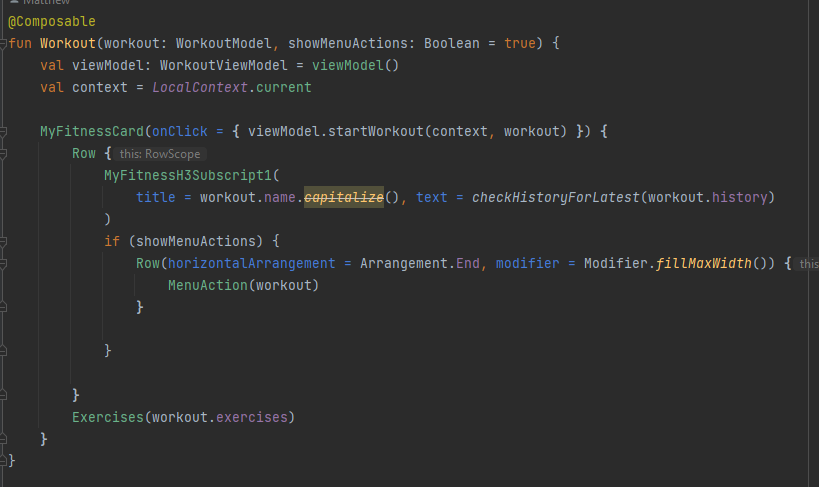 Matthew
@Composable
fun Workout(workout: WorkoutModel, showMenuActions: Boolean = true) {
    val viewModel: WorkoutViewModel = viewModel()
    val context = LocalContext.current

    MyFitnessCard(onClick = { viewModel.startWorkout(context, workout) }) {
        Row { this: RowScope
            MyFitnessH3Subscript1(
                title = workout.name.capitalize(), text = checkHistoryForLatest(workout.history)
            )
            if (showMenuActions) {
                Row(horizontalArrangement = Arrangement.End, modifier = Modifier.fillMaxWidth()) { this
                    MenuAction(workout)
                }

            }

        }
        Exercises(workout.exercises)
    }
}